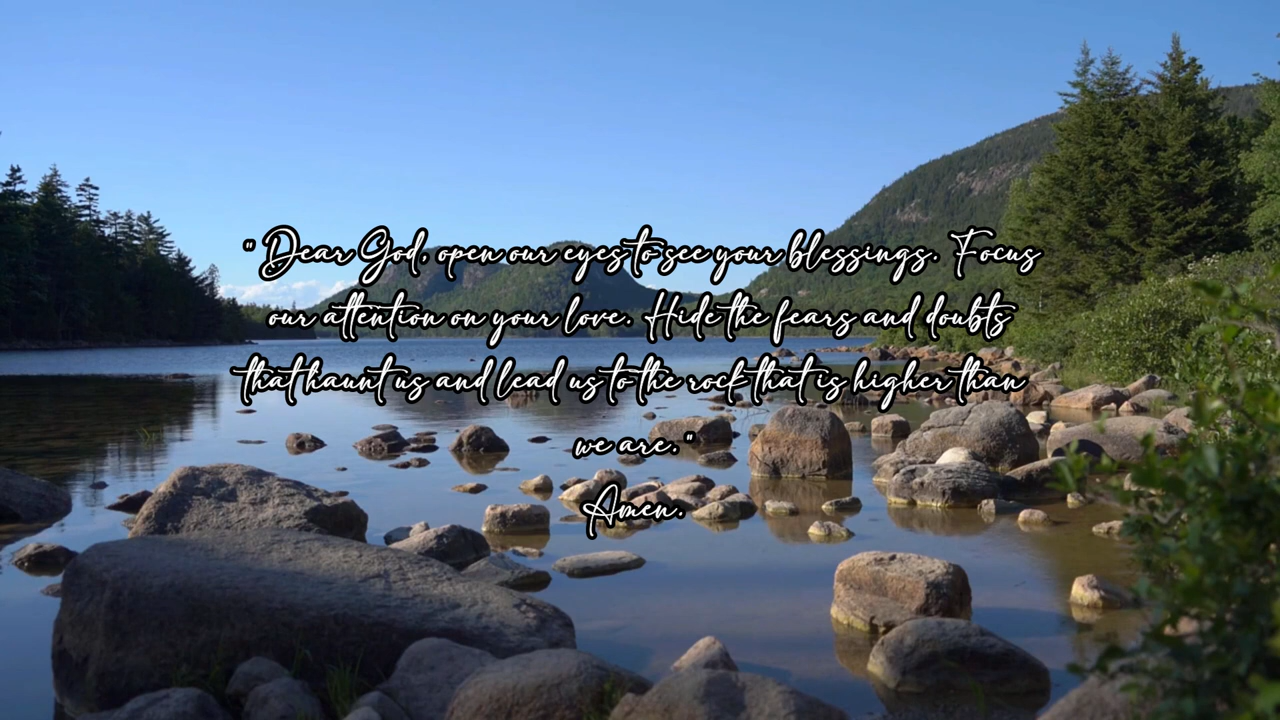 " Dear God, open our eyes to see your blessings. Focus
our attention on your love. Hide the fears and doubts
that haunt us and lead us to the rock that is higher than
we are. "
Amen.